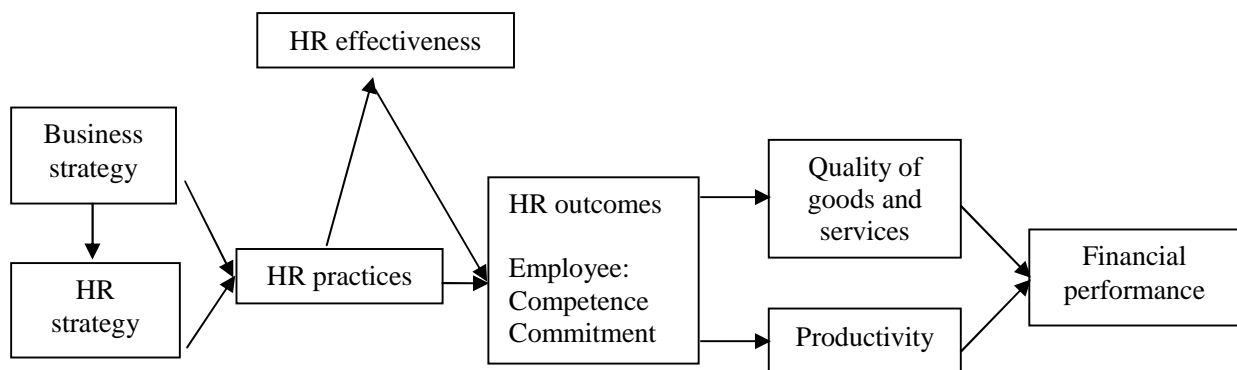 HR effectiveness
Business
strategy
HR
strategy
HR practices
HR outcomes
Employee:
Competence
Commitment
Quality of
goods and
services
Productivity
Financial
performance